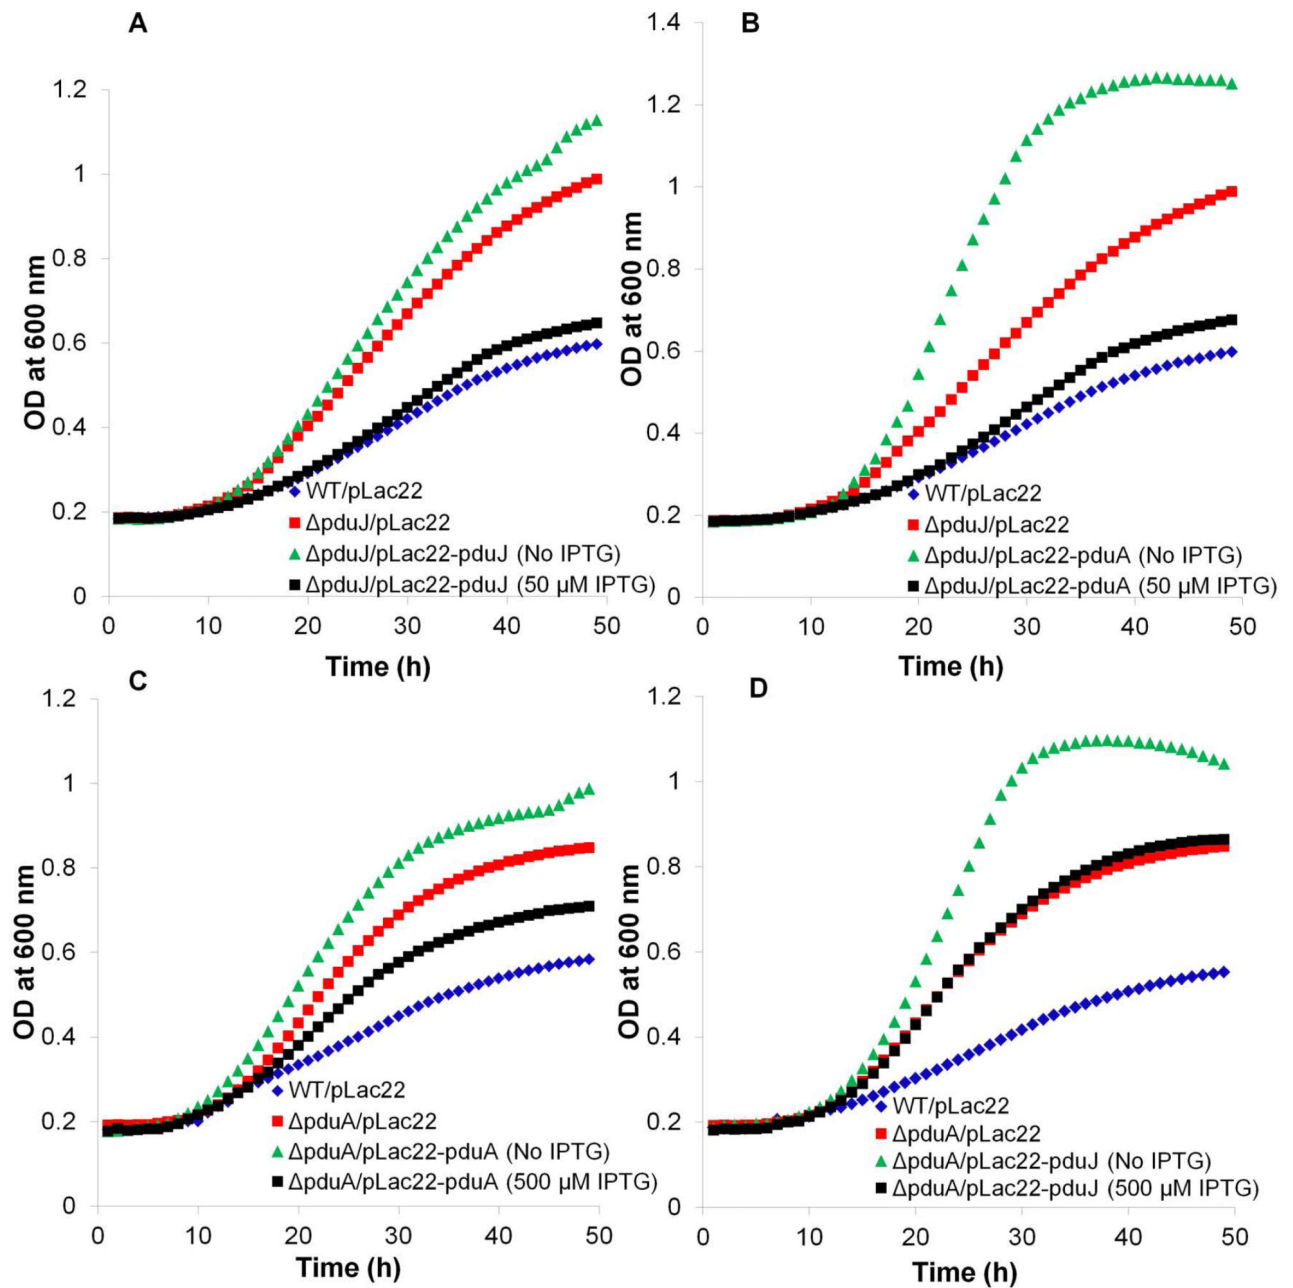 A
1.2
1
0.8
0.6
0.4
0.2
0
OD at 600 nm
WT/pLac22
ΔpduJ/pLac22
ΔpduJ/pLac22-pduJ (No IPTG)
ΔpduJ/pLac22-pduJ (50 µM IPTG)
0 10 20 30 40 50
Time (h)
B
1.4
1.2
1
0.8
0.6
0.4
0.2
0
OD at 600 nm
WT/pLac22
ΔpduJ/pLac22
ΔpduJ/pLac22-pduA (No IPTG)
ΔpduJ/pLac22-pduA (50 µM IPTG)
0 10 20 30 40 50
Time (h)
C
1.2
1
0.8
0.6
0.4
0.2
0
OD at 600 nm
WT/pLac22
ΔpduA/pLac22
ΔpduA/pLac22-pduA (No IPTG)
ΔpduA/pLac22-pduA (500 µM IPTG)
0 10 20 30 40 50
Time (h)
D
1.2
1
0.8
0.6
0.4
0.2
0
OD at 600 nm
WT/pLac22
ΔpduA/pLac22
ΔpduA/pLac22-pduJ (No IPTG)
ΔpduA/pLac22-pduJ (500 µM IPTG)
0 10 20 30 40 50
Time (h)